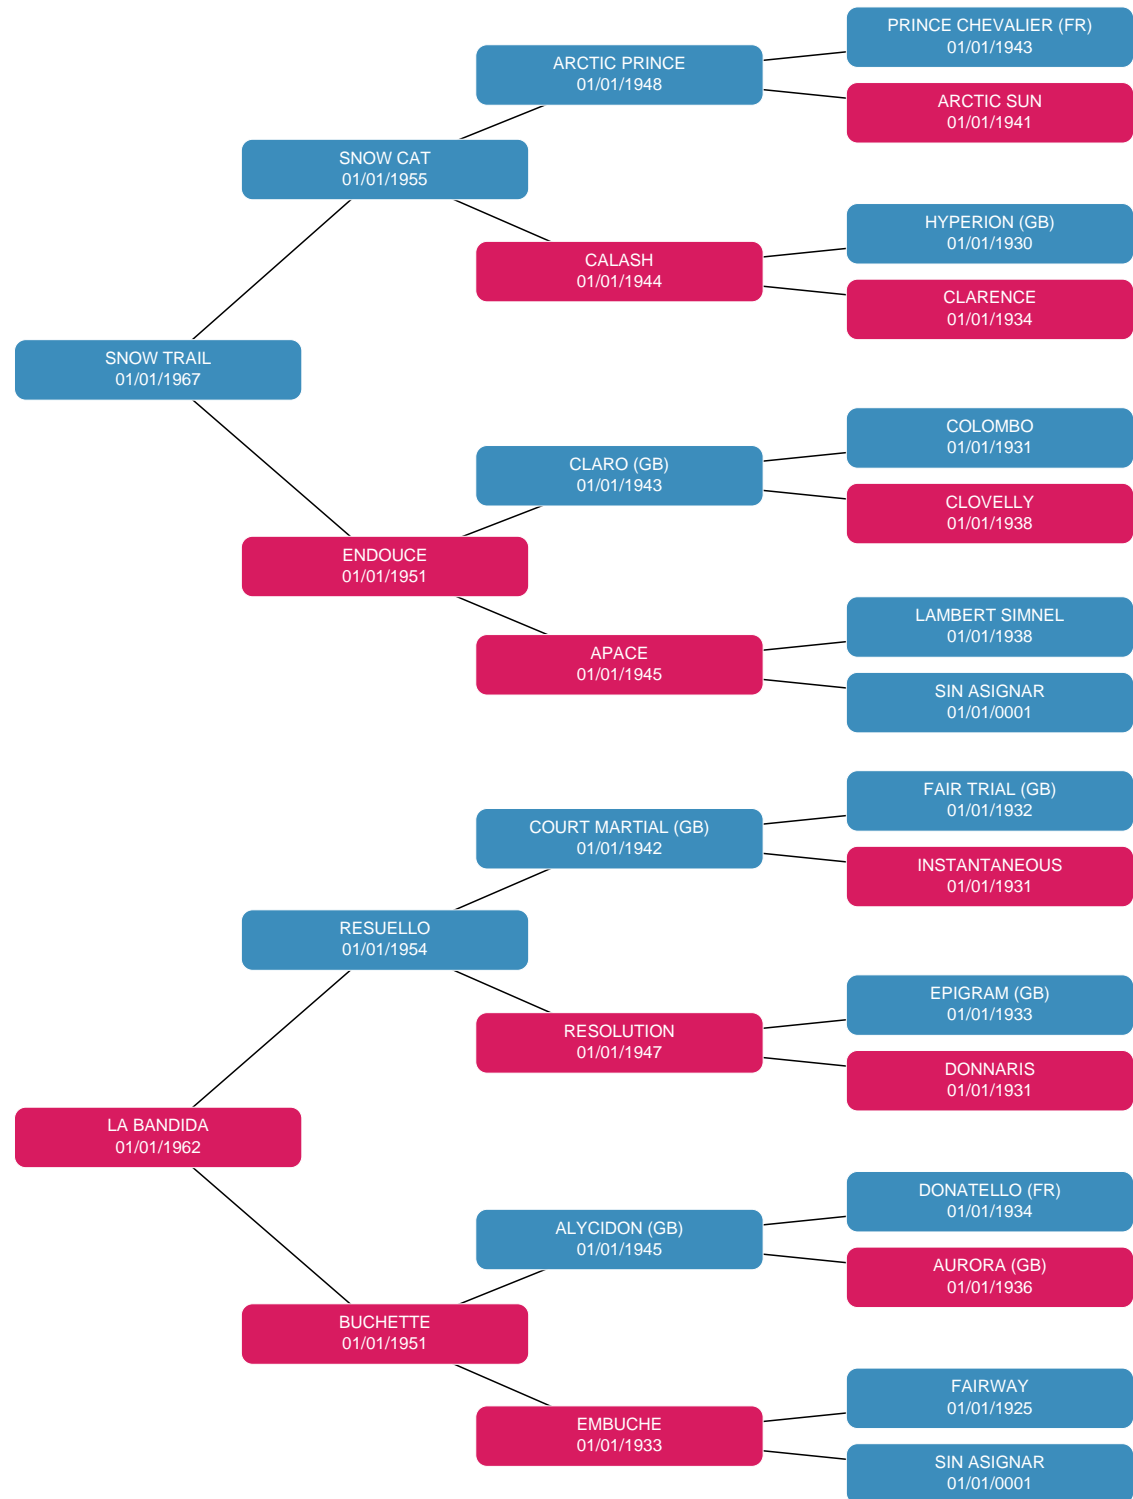 PRINCE CHEVALIER (FR)
01/01/1943
ARCTIC PRINCE
01/01/1948
ARCTIC SUN
01/01/1941
SNOW CAT
01/01/1955
HYPERION (GB)
01/01/1930
CALASH
01/01/1944
CLARENCE
01/01/1934
SNOW TRAIL
01/01/1967
COLOMBO
01/01/1931
CLARO (GB)
01/01/1943
CLOVELLY
01/01/1938
ENDOUCE
01/01/1951
LAMBERT SIMNEL
01/01/1938
APACE
01/01/1945
SIN ASIGNAR
01/01/0001
FAIR TRIAL (GB)
01/01/1932
COURT MARTIAL (GB)
01/01/1942
INSTANTANEOUS
01/01/1931
RESUELLO
01/01/1954
EPIGRAM (GB)
01/01/1933
RESOLUTION
01/01/1947
DONNARIS
01/01/1931
LA BANDIDA
01/01/1962
DONATELLO (FR)
01/01/1934
ALYCIDON (GB)
01/01/1945
AURORA (GB)
01/01/1936
BUCHETTE
01/01/1951
FAIRWAY
01/01/1925
EMBUCHE
01/01/1933
SIN ASIGNAR
01/01/0001